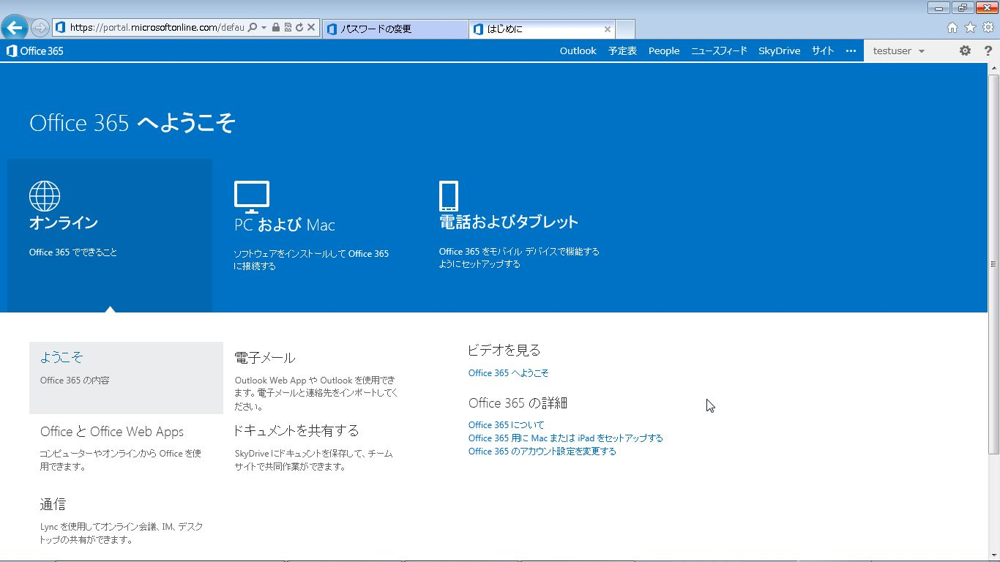 https://portal.microsoftonline.com/defau
パスワードの変更
はじめに
Office 365
Outlook 予定表 People ニュースフィード SkyDrive サイト ··· testuser
Office 365 へようこそ
オンライン
Office 365 でできること
PC および Mac
ソフトウェアをインストールして Office 365
に接続する
電話およびタブレット
Office 365 をモバイル デバイスで機能する
ようにセットアップする
ようこそ
Office 365 の内容
電子メール
Outlook Web App や Outlook を使用でき
ます。電子メールと連絡先をインポートしてく
ださい。
Office と Office Web Apps
コンピューターやオンラインから Office を使
用できます。
ドキュメントを共有する
SkyDrive にドキュメントを保存して、チーム
サイトで共同作業ができます。
通信
Lync を使用してオンライン会議、IM、デスク
トップの共有ができます。
ビデオを見る
Office 365 へようこそ
Office 365 の詳細
Office 365 について
Office 365 用に Mac または iPad をセットアップする
Office 365 のアカウント設定を変更する